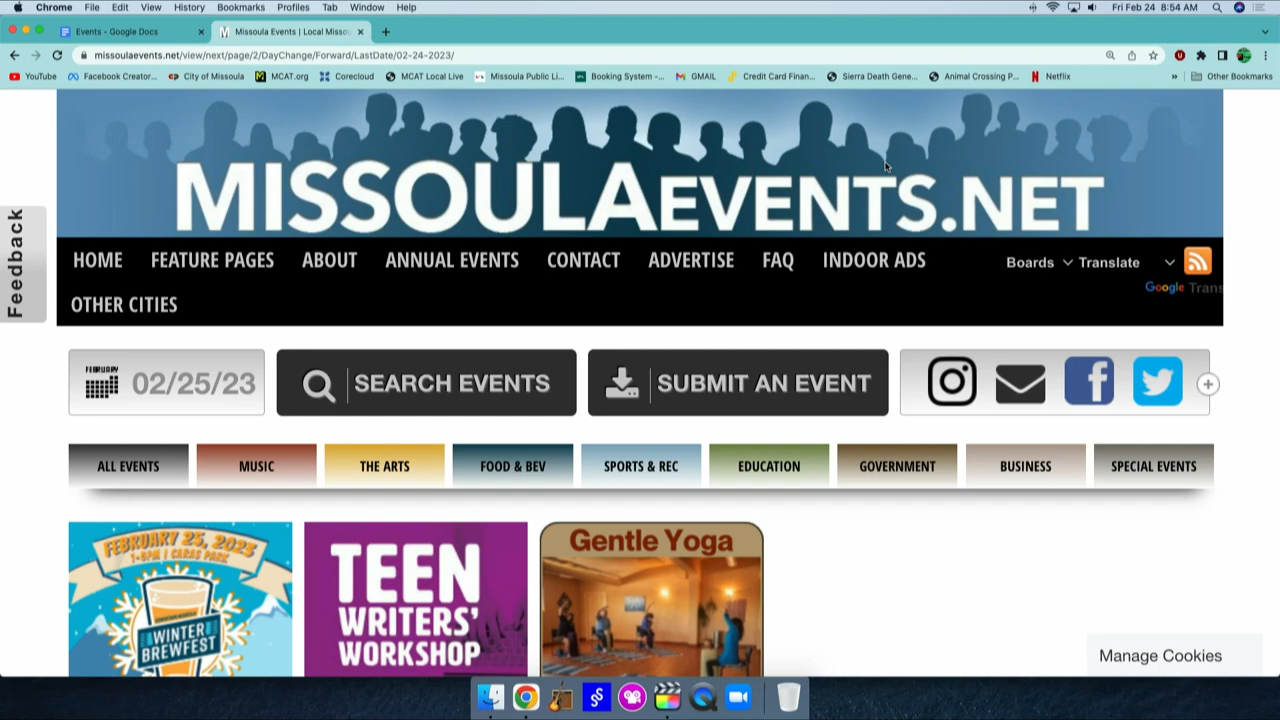 Chrome File Edit View History Bookmarks Profiles Tab Window Help Fri Feb 24 8:54 AM
Events - Google Docs Missoula Events | Local Misso
missoulaevents.net/view/next/page/2/DayChange/Forward/LastDate/02-24-2023/
YouTube Facebook Creator... City of Missoula MCAT.org Corecloud MCAT Local Live Missoula Public Li... Booking System -... GMAIL Credit Card Finan... Sierra Death Gene... Animal Crossing P... Netflix » Other Bookmarks
MISSOULAEVENTS.NET
Feedback
HOME FEATURE PAGES ABOUT ANNUAL EVENTS CONTACT ADVERTISE FAQ INDOOR ADS Boards Translate
Google Trans
OTHER CITIES
FEBRUARY
02/25/23 SEARCH EVENTS SUBMIT AN EVENT
ALL EVENTS MUSIC THE ARTS FOOD & BEV SPORTS & REC EDUCATION GOVERNMENT BUSINESS SPECIAL EVENTS
FEBRUARY 25, 2023
1-5PM | CARAS PARK
WINTER
BREWFEST
TEEN
WRITERS'
WORKSHOP
Gentle Yoga
Manage Cookies